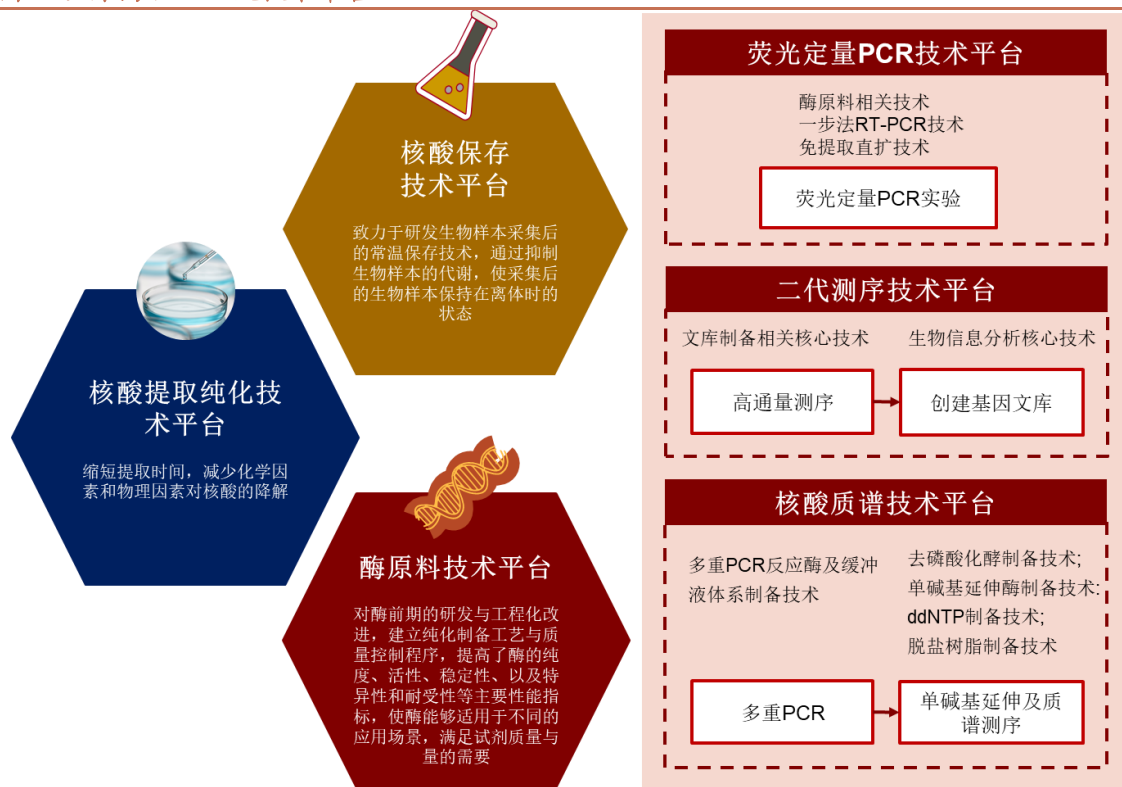 核酸保存
技术平台
致力于研发生物样本采集后
的常温保存技术，通过抑制
生物样本的代谢，使采集后
的生物样本保持在离体时的
状态
核酸提取纯化技
术平台
缩短提取时间，减少化学因
素和物理因素对核酸的降解
酶原料技术平台
对酶前期的研发与工程化改
进，建立纯化制备工艺与质
量控制程序，提高了酶的纯
度、活性、稳定性、以及特
异性和耐受性等主要性能指
标，使酶能够适用于不同的
应用场景，满足试剂质量与
量的需要
荧光定量PCR技术平台
酶原料相关技术
一步法RT-PCR技术
免提取直扩技术
荧光定量PCR实验
二代测序技术平台
文库制备相关核心技术
生物信息分析核心技术
高通量测序
创建基因文库
核酸质谱技术平台
多重PCR反应酶及缓冲
液体系制备技术
去磷酸化酵制备技术;
单碱基延伸酶制备技术:
ddNTP制备技术;
脱盐树脂制备技术
多重PCR
单碱基延伸及质
谱测序